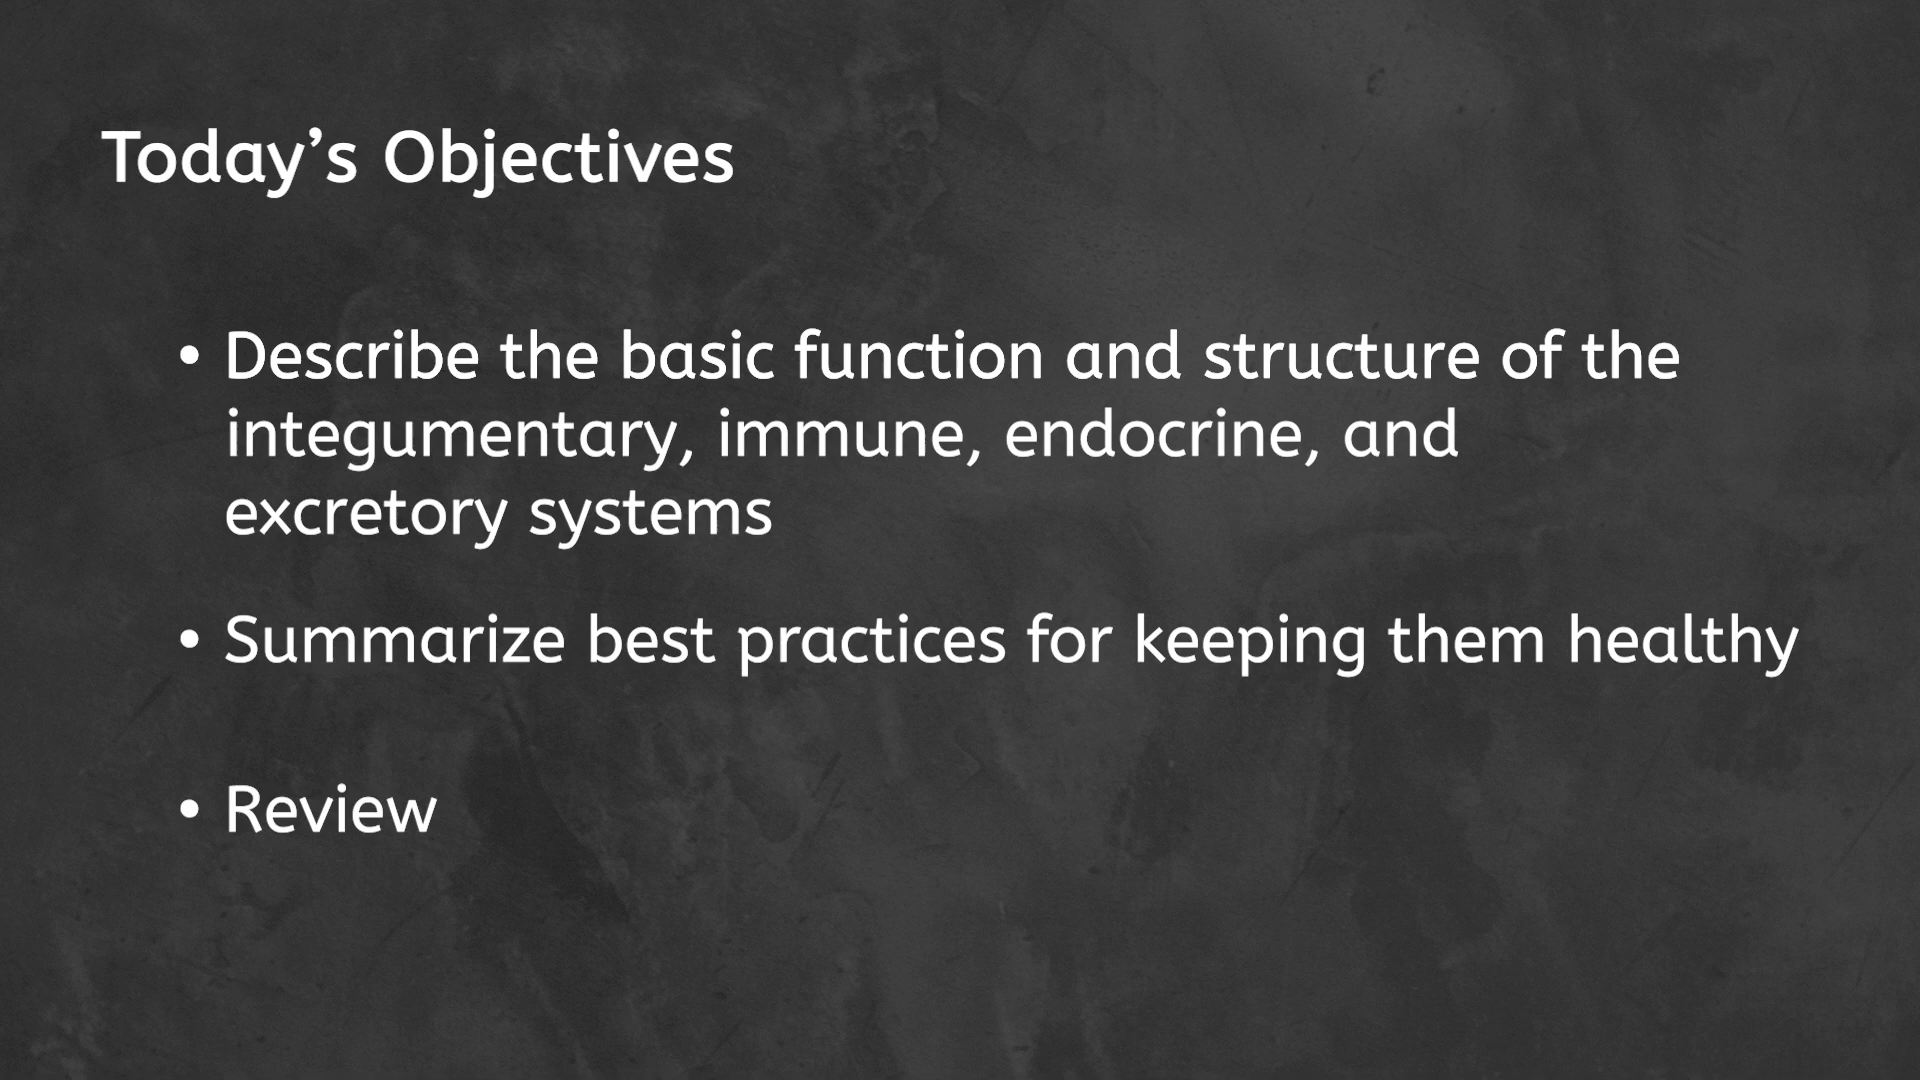 Today’s Objectives
• Describe the basic function and structure of the
integumentary, immune, endocrine, and
excretory systems
• Summarize best practices for keeping them healthy
• Review